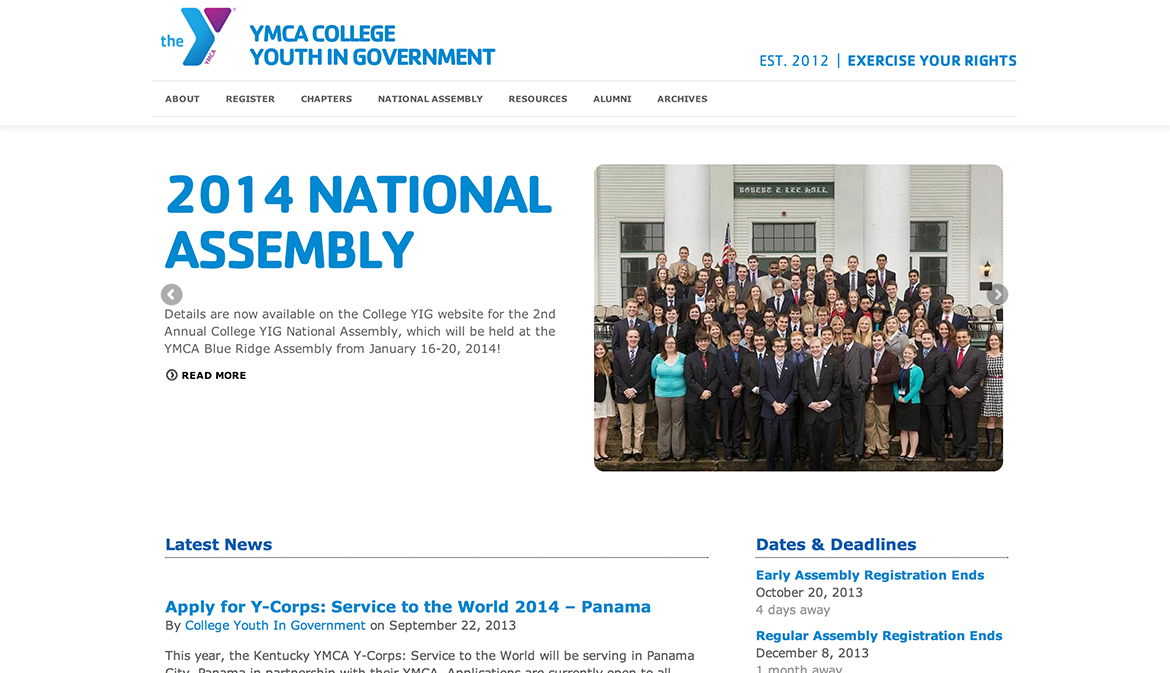 the
YMCA
YMCA COLLEGE
YOUTH IN GOVERNMENT
EST. 2012 | EXERCISE YOUR RIGHTS
ABOUT REGISTER CHAPTERS NATIONAL ASSEMBLY RESOURCES ALUMNI ARCHIVES
2014 NATIONAL
ASSEMBLY
ROBERT E. LEE HALL
Details are now available on the College YIG website for the 2nd
Annual College YIG National Assembly, which will be held at the
YMCA Blue Ridge Assembly from January 16-20, 2014!
READ MORE
Latest News
Apply for Y-Corps: Service to the World 2014 – Panama
By College Youth In Government on September 22, 2013
This year, the Kentucky YMCA Y-Corps: Service to the World will be serving in Panama
City, Panama in partnership with their YMCA. Applications are currently open to all
Dates & Deadlines
Early Assembly Registration Ends
October 20, 2013
4 days away
Regular Assembly Registration Ends
December 8, 2013
1 month away